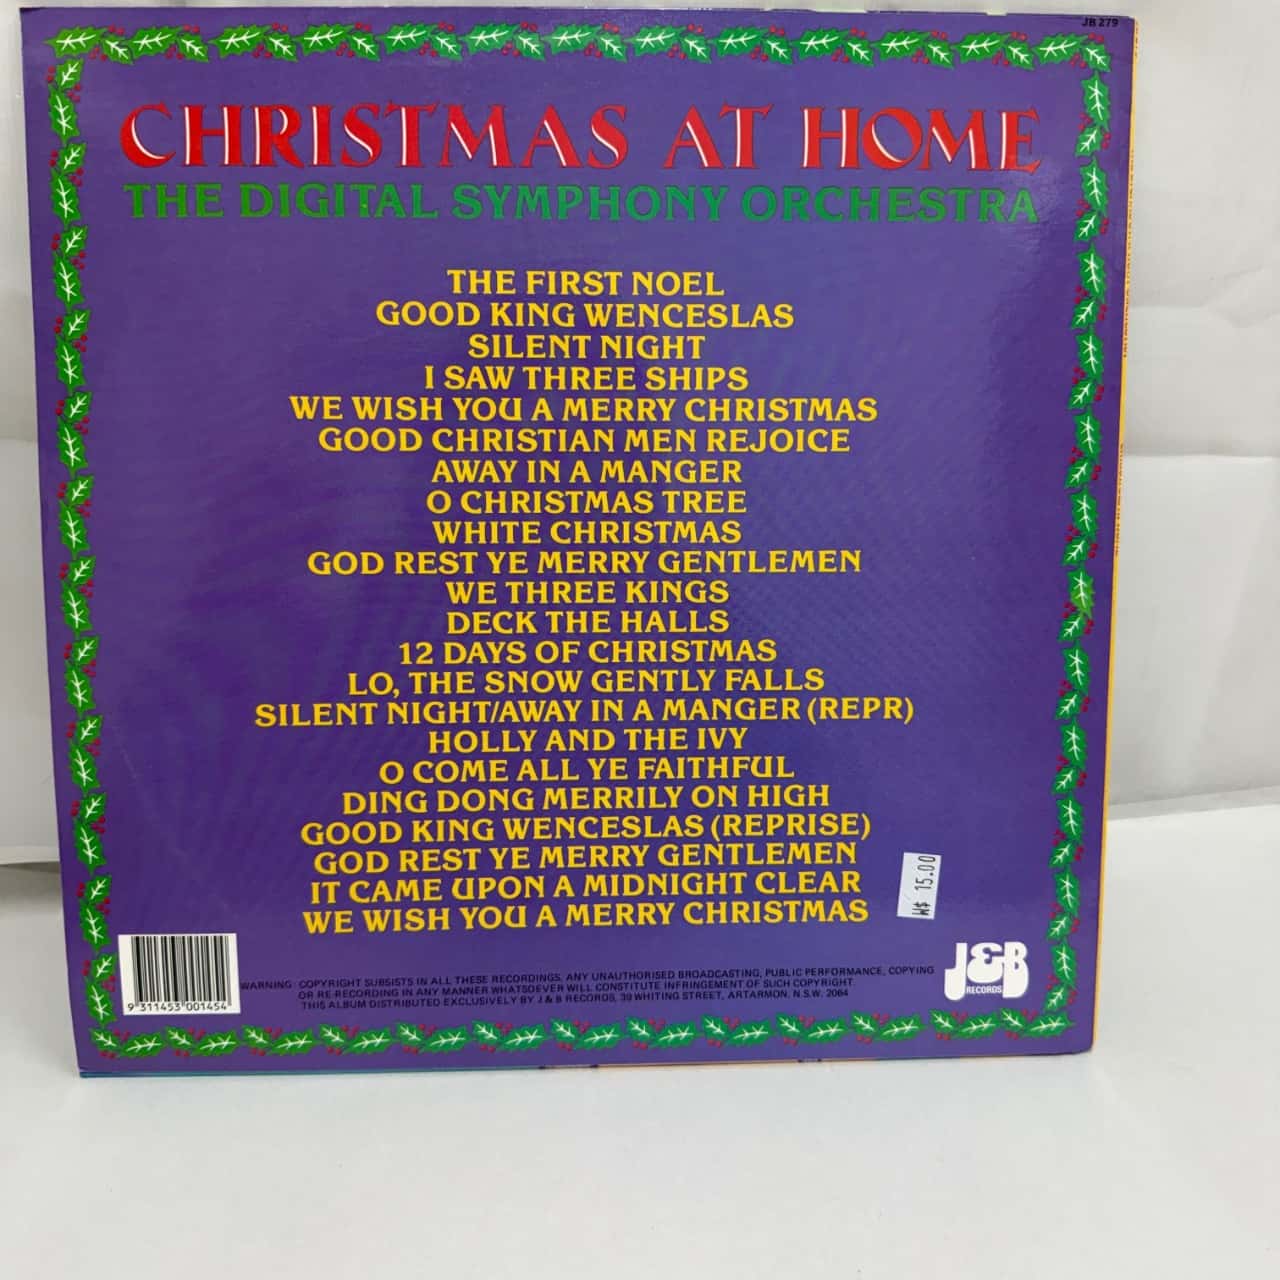 JB 279
CHRISTMAS AT HOME
THE DIGITAL SYMPHONY ORCHESTRA
THE FIRST NOEL
GOOD KING WENCESLAS
SILENT NIGHT
I SAW THREE SHIPS
WE WISH YOU A MERRY CHRISTMAS
GOOD CHRISTIAN MEN REJOICE
AWAY IN A MANGER
O CHRISTMAS TREE
WHITE CHRISTMAS
GOD REST YE MERRY GENTLEMEN
WE THREE KINGS
DECK THE HALLS
12 DAYS OF CHRISTMAS
LO, THE SNOW GENTLY FALLS
SILENT NIGHT/AWAY IN A MANGER (REPR)
HOLLY AND THE IVY
O COME ALL YE FAITHFUL
DING DONG MERRILY ON HIGH
GOOD KING WENCESLAS (REPRISE)
GOD REST YE MERRY GENTLEMEN
IT CAME UPON A MIDNIGHT CLEAR
WE WISH YOU A MERRY CHRISTMAS
W$ 15.00
9 311453 001454
WARNING: COPYRIGHT SUBSISTS IN ALL THESE RECORDINGS, ANY UNAUTHORISED BROADCASTING, PUBLIC PERFORMANCE, COPYING
OR RE-RECORDING IN ANY MANNER WHATSOEVER WILL CONSTITUTE INFRINGEMENT OF SUCH COPYRIGHT.
THIS ALBUM DISTRIBUTED EXCLUSIVELY BY J & B RECORDS, 39 WHITING STREET, ARTARMON, N.S.W. 2064
J&B
RECORDS